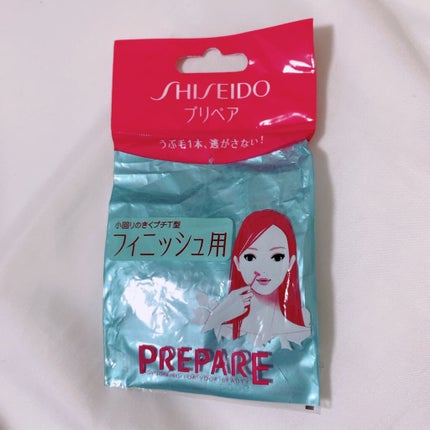 SHISEIDO
プリペア
うぶ毛1本、逃がさない!
小回りのきくプチT型
フィニッシュ用
PREPARE